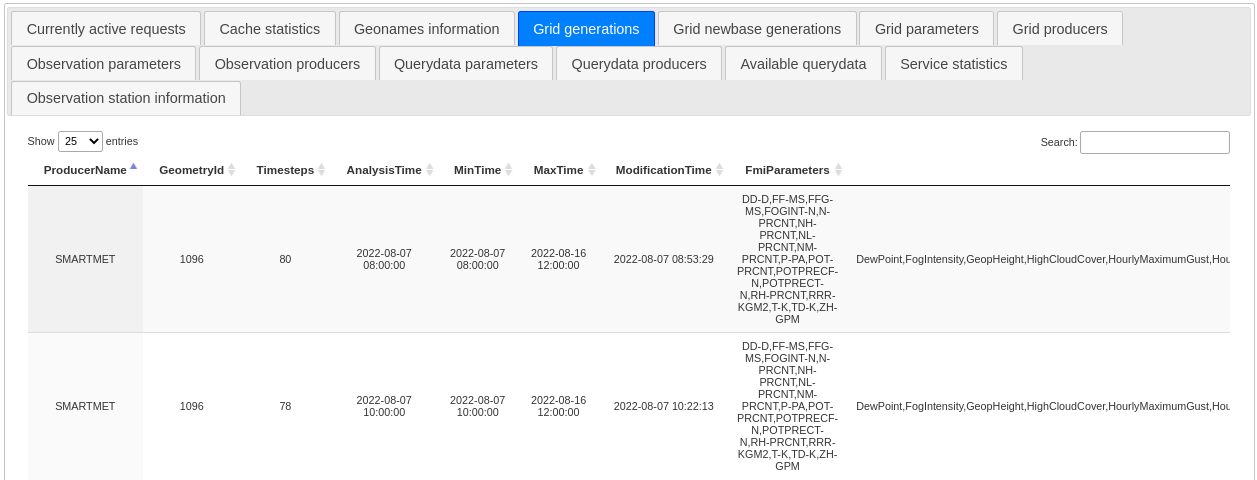 Currently active requests Cache statistics Geonames information Grid generations Grid newbase generations Grid parameters Grid producers
Observation parameters Observation producers Querydata parameters Querydata producers Available querydata Service statistics
Observation station information
Show 25 entries Search:
ProducerName GeometryId Timesteps AnalysisTime MinTime MaxTime ModificationTime FmiParameters
DD-D,FF-MS,FFG-
MS,FOGINT-N,N-
PRCNT,NH-
PRCNT,NL-
PRCNT,NM-
SMARTMET 1096 80 2022-08-07 08:00:00 2022-08-07 08:00:00 2022-08-16 12:00:00 2022-08-07 08:53:29 PRCNT,P-PA,POT- DewPoint,FogIntensity,GeopHeight,HighCloudCover,HourlyMaximumGust,Hou
PRCNT,POTPRECF-
N,POTPRECT-
N,RH-PRCNT,RRR-
KGM2,T-K,TD-K,ZH-
GPM
DD-D,FF-MS,FFG-
MS,FOGINT-N,N-
PRCNT,NH-
PRCNT,NL-
PRCNT,NM-
SMARTMET 1096 78 2022-08-07 10:00:00 2022-08-07 10:00:00 2022-08-16 12:00:00 2022-08-07 10:22:13 PRCNT,P-PA,POT- DewPoint,FogIntensity,GeopHeight,HighCloudCover,HourlyMaximumGust,Hou
PRCNT,POTPRECF-
N,POTPRECT-
N,RH-PRCNT,RRR-
KGM2,T-K,TD-K,ZH-
GPM